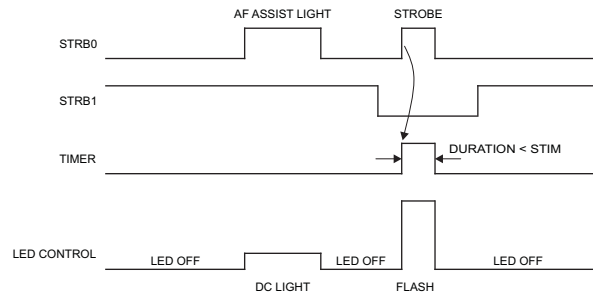 AF ASSIST LIGHT STROBE
STRB0
STRB1
TIMER
DURATION < STIM
LED CONTROL
LED OFF LED OFF LED OFF
DC LIGHT FLASH